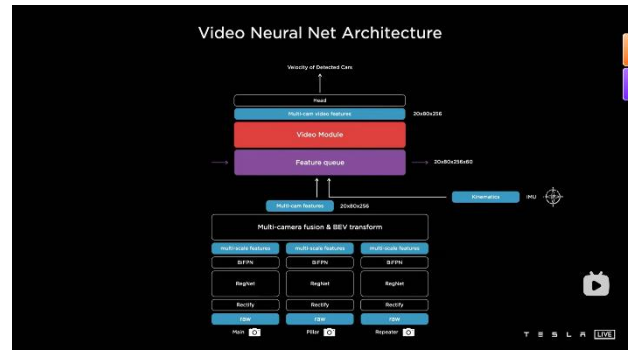 Video Neural Net Architecture
Velocity of Detected Cars
Head
Multi-cam video features 20x80x256
Video Module
Feature queue 20x80x256x60
Kinematics IMU
Multi-cam features 20x80x256
Multi-camera fusion & BEV transform
multi-scale features multi-scale features multi-scale features
BiFPN BiFPN BiFPN
RegNet RegNet RegNet
Rectify Rectify Rectify
raw raw raw
Main Pillar Repeater
TESLA LIVE